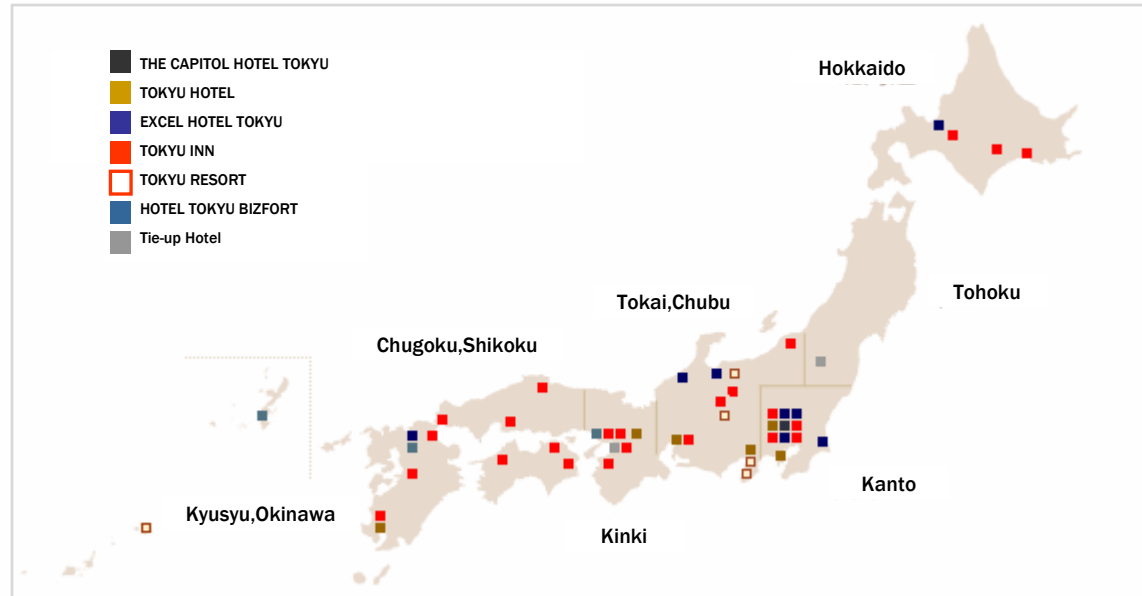 THE CAPITOL HOTEL TOKYU
TOKYU HOTEL
EXCEL HOTEL TOKYU
TOKYU INN
TOKYU RESORT
HOTEL TOKYU BIZFORT
Tie-up Hotel
Hokkaido
Tohoku
Tokai,Chubu
Chugoku,Shikoku
Kanto
Kyusyu,Okinawa
Kinki